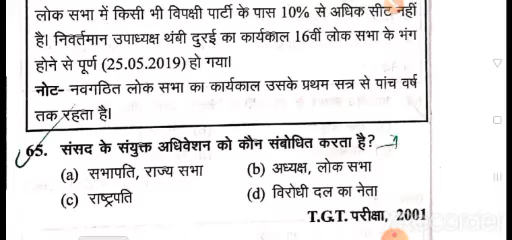 लोक सभा में किसी भी विपक्षी पार्टी के पास 10% से अधिक सीट नहीं
है। निवर्तमान उपाध्यक्ष थंबी दुरई का कार्यकाल 16वीं लोक सभा के भंग
होने से पूर्ण (25.05.2019) हो गया।
नोट- नवगठित लोक सभा का कार्यकाल उसके प्रथम सत्र से पांच वर्ष
तक रहता है।
65. संसद के संयुक्त अधिवेशन को कौन संबोधित करता है?
(a) सभापति, राज्य सभा (b) अध्यक्ष, लोक सभा
(c) राष्ट्रपति (d) विरोधी दल का नेता
T.G.T. परीक्षा, 2001